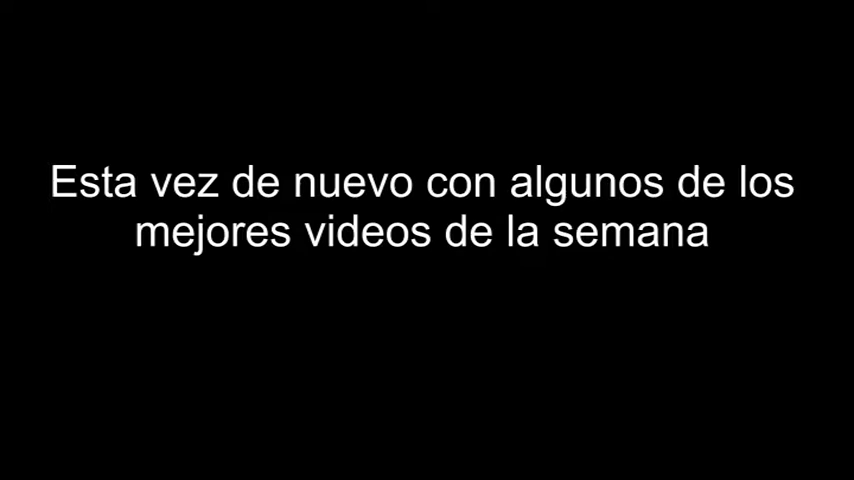 Esta vez de nuevo con algunos de los
mejores videos de la semana